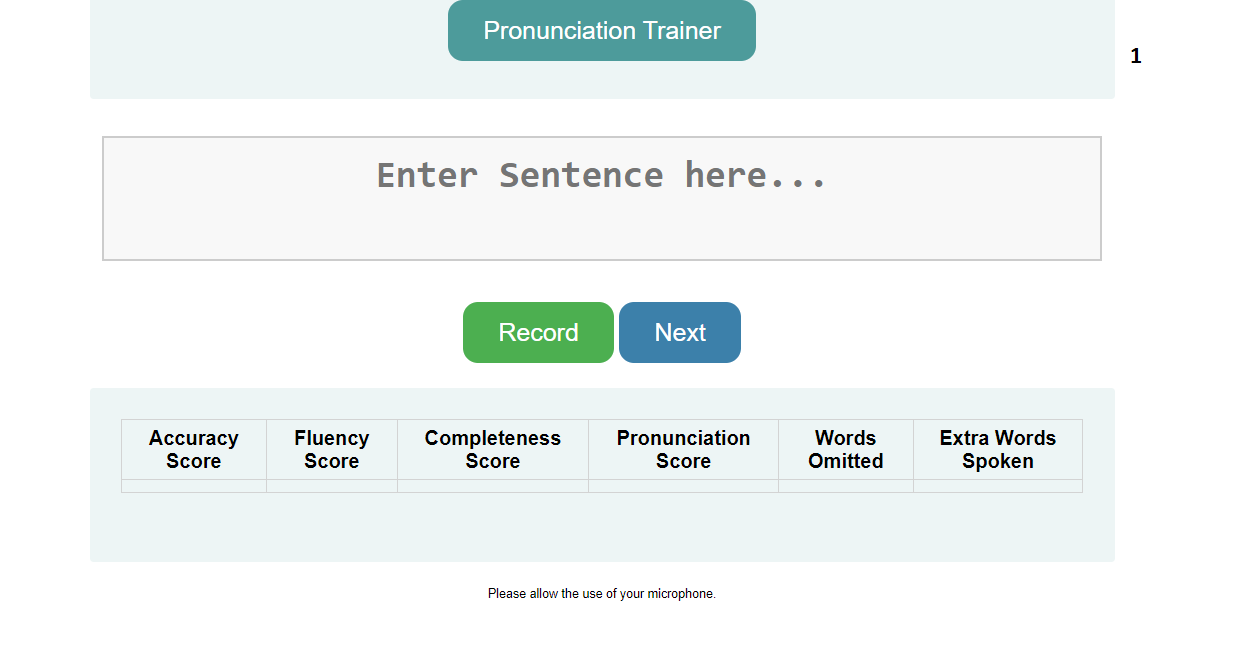 Pronunciation Trainer
1
Enter Sentence here...
Record
Next
Accuracy Score
Fluency Score
Completeness Score
Pronunciation Score
Words Omitted
Extra Words Spoken
Please allow the use of your microphone.